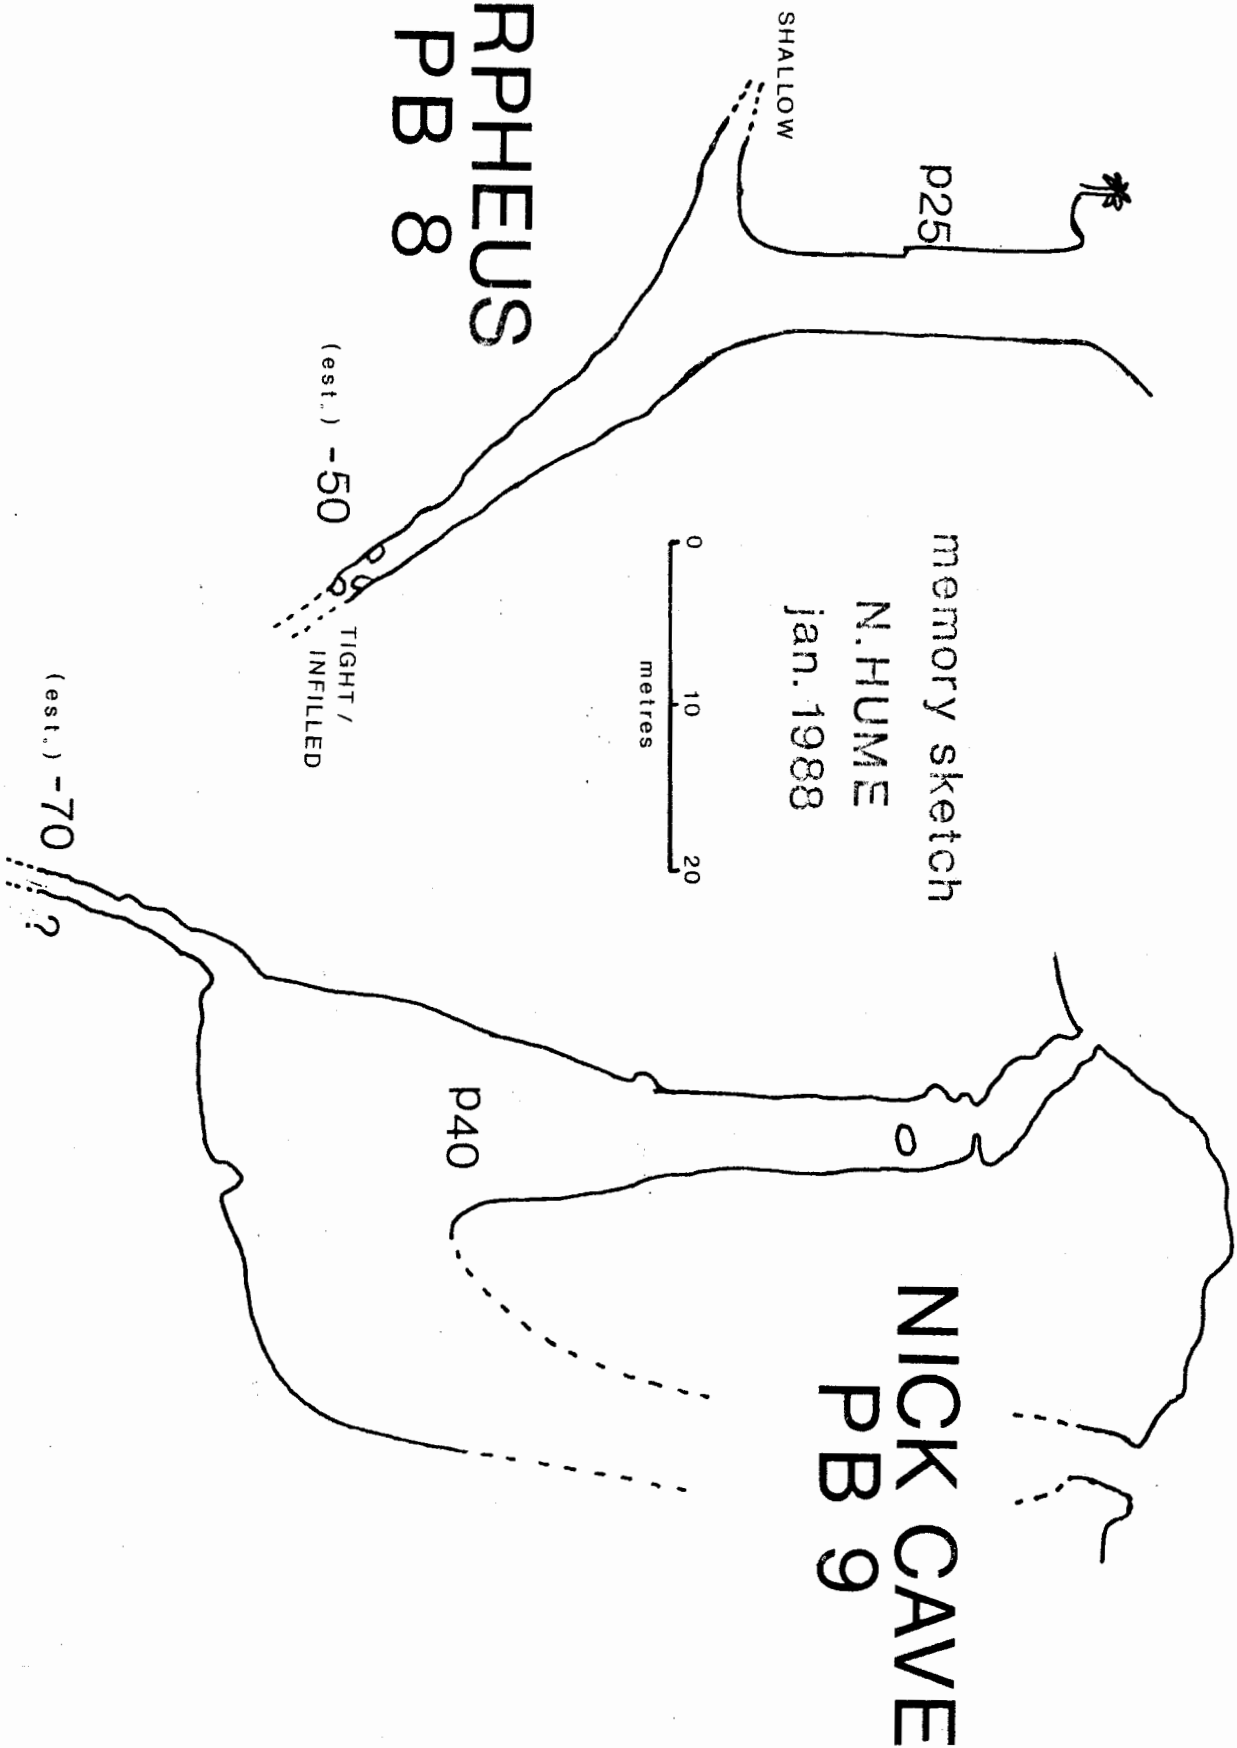 SHALLOW
p25
RPHEUS
PB 8
(est.) -50
TIGHT /
INFILLED
memory sketch
N. HUME
jan. 1988
0 10 20
metres
p40
(est.) -70
?
NICK CAVE
PB 9